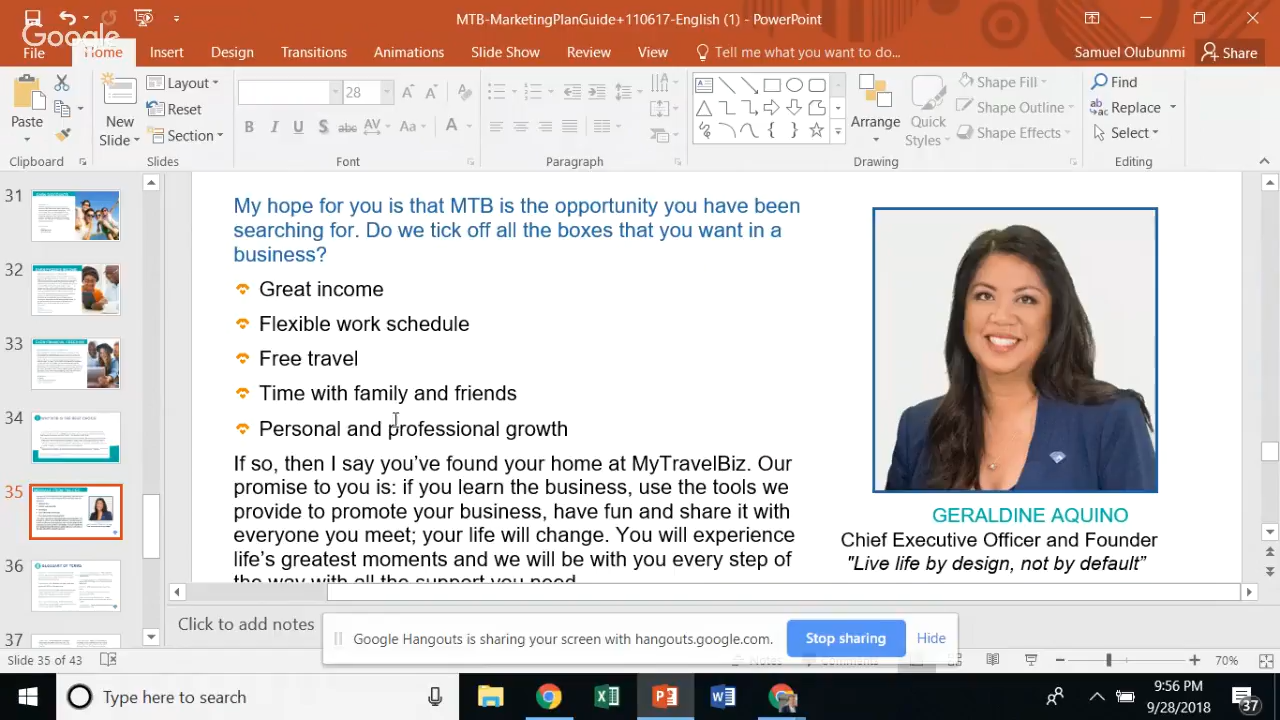 Google
MTB-MarketingPlanGuide+110617-English (1) - PowerPoint
File Home Insert Design Transitions Animations Slide Show Review View Tell me what you want to do... Samuel Olubunmi Share
Paste
New Slide
Layout
Reset
Section
28
B I U S abc AV Aa A
Arrange
Quick Styles
Shape Fill
Shape Outline
Shape Effects
Find
Replace
Select
Clipboard Slides Font Paragraph Drawing Editing
31
32
33
34
35
36
37
My hope for you is that MTB is the opportunity you have been
searching for. Do we tick off all the boxes that you want in a
business?
Great income
Flexible work schedule
Free travel
Time with family and friends
Personal and professional growth
If so, then I say you’ve found your home at MyTravelBiz. Our
promise to you is: if you learn the business, use the tools we
provide to promote your business, have fun and share it with
everyone you meet; your life will change. You will experience
life’s greatest moments and we will be with you every step of
GERALDINE AQUINO
Chief Executive Officer and Founder
"Live life by design, not by default”
Click to add notes
Google Hangouts is sharing your screen with hangouts.google.com.
Stop sharing
Hide
Slide 35 of 43
70%
Type here to search
9:56 PM
9/28/2018
37